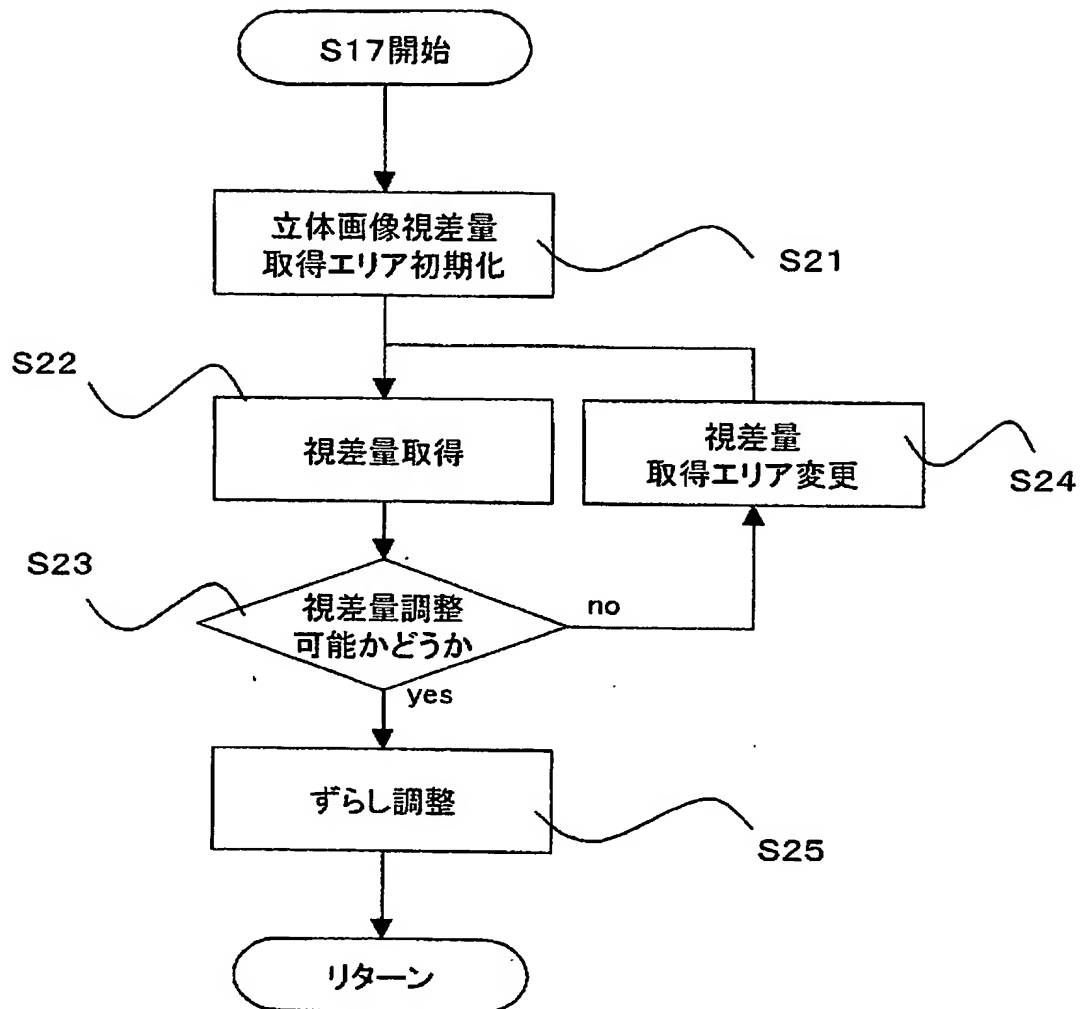 S17開始
立体画像視差量
取得エリア初期化
S21
S22
視差量取得
視差量
取得エリア変更
S24
S23
視差量調整
可能かどうか
no
yes
ずらし調整
S25
リターン